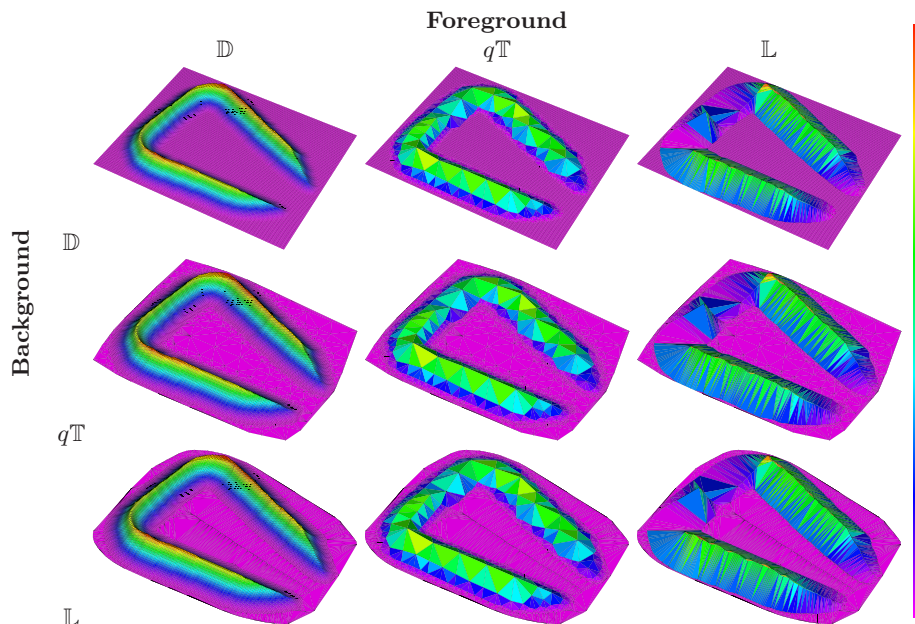 Foreground
𝔻
q𝕋
𝕃
Background
𝔻
q𝕋
𝕃